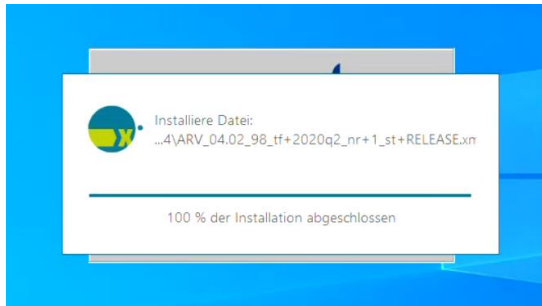 Installiere Datei:
...4\ARV_04.02_98_tf+2020q2_nr+1_st+RELEASE.xm
100 % der Installation abgeschlossen